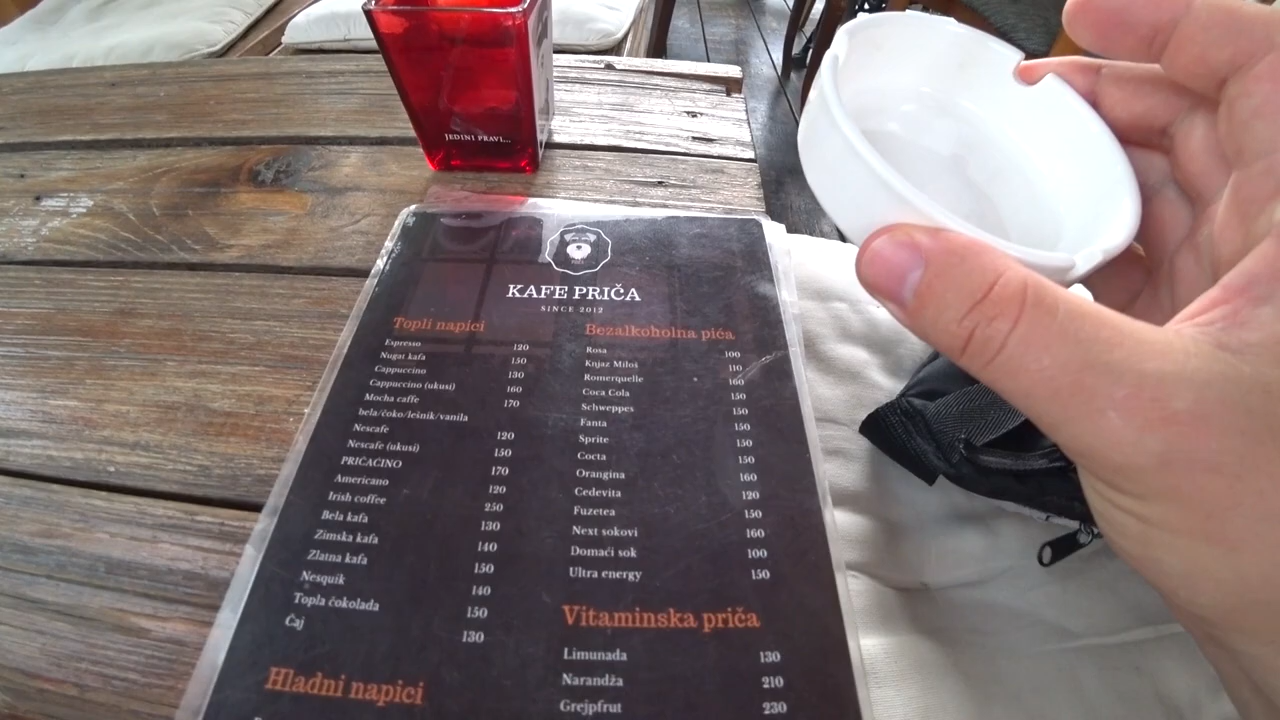 JEDINI PRAVI...
KAFE PRIČA
SINCE 2012
Topli napici
Espresso 120
Nugat kafa 150
Cappuccino 130
Cappuccino (ukusi) 160
Mocha caffe 170
bela/čoko/lešnik/vanila
Nescafe 120
Nescafe (ukusi) 150
PRIČAĆINO 170
Americano 120
Irish coffee 250
Bela kafa 130
Zimska kafa 140
Zlatna kafa 150
Nesquik 140
Topla čokolada 150
Čaj 130
Hladni napici
Bezalkoholna pića
Rosa 100
Knjaz Miloš 110
Romerquelle 160
Coca Cola 150
Schweppes 150
Fanta 150
Sprite 150
Cocta 150
Orangina 160
Cedevita 120
Fuzetea 150
Next sokovi 160
Domaći sok 100
Ultra energy 150
Vitaminska priča
Limunada 130
Narandža 210
Grejpfrut 230